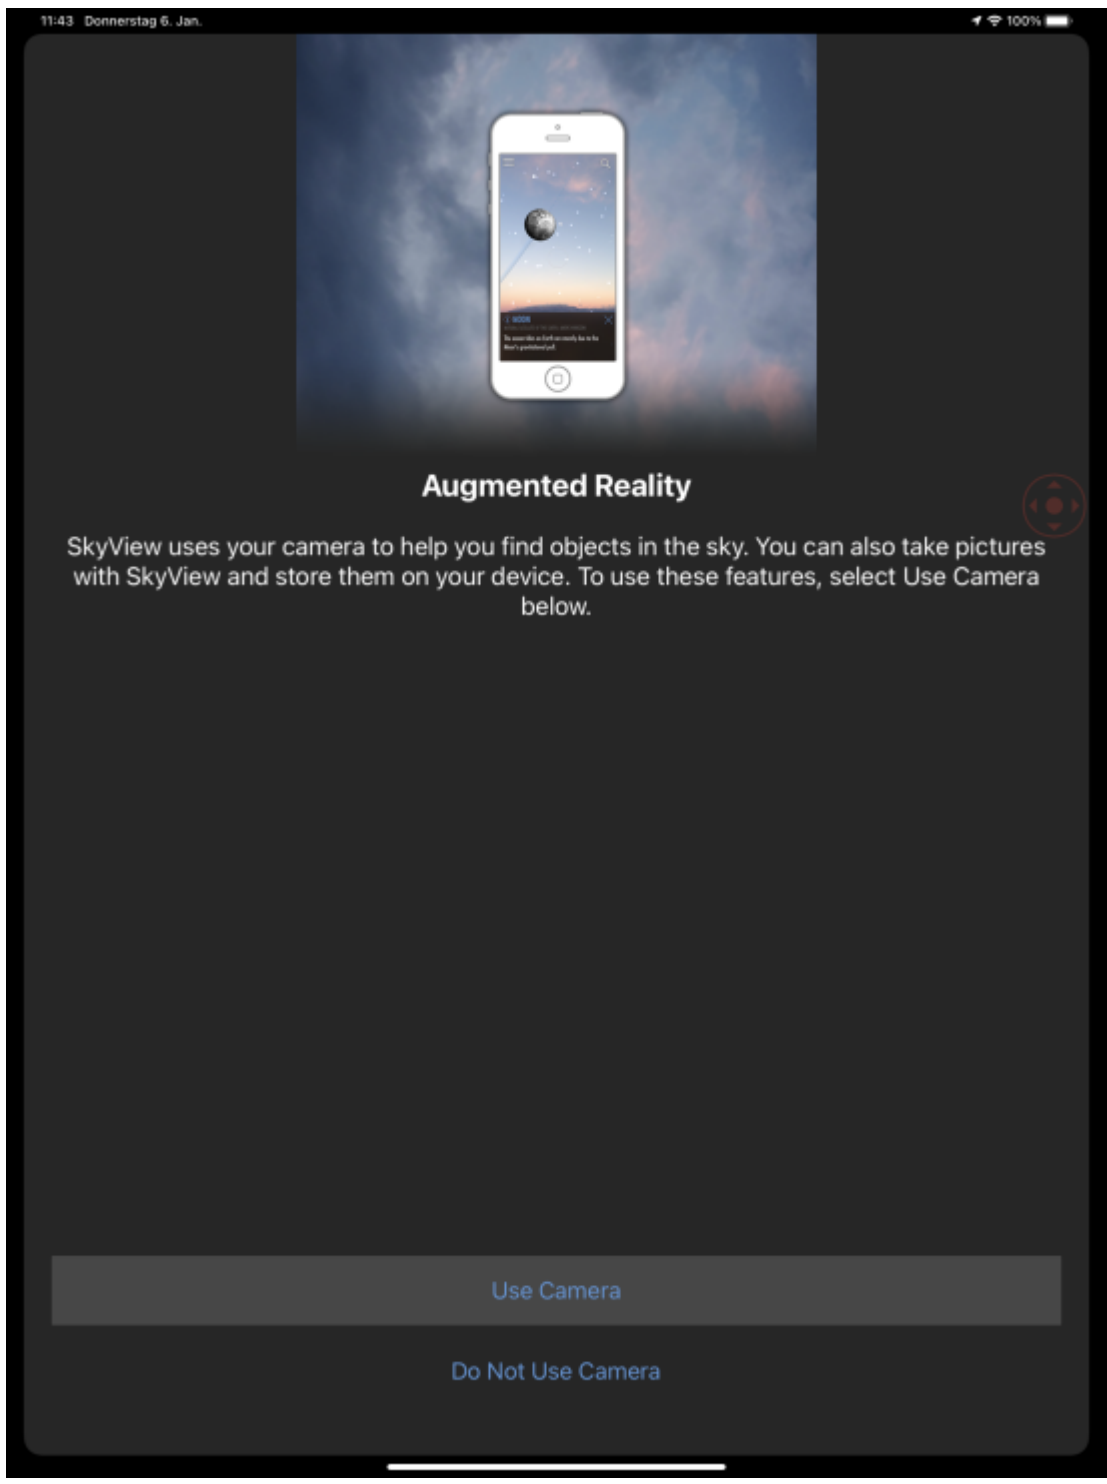 11:43 Donnerstag 6. Jan.
100%
MOON
Augmented Reality
SkyView uses your camera to help you find objects in the sky. You can also take pictures
with SkyView and store them on your device. To use these features, select Use Camera
below.
Use Camera
Do Not Use Camera